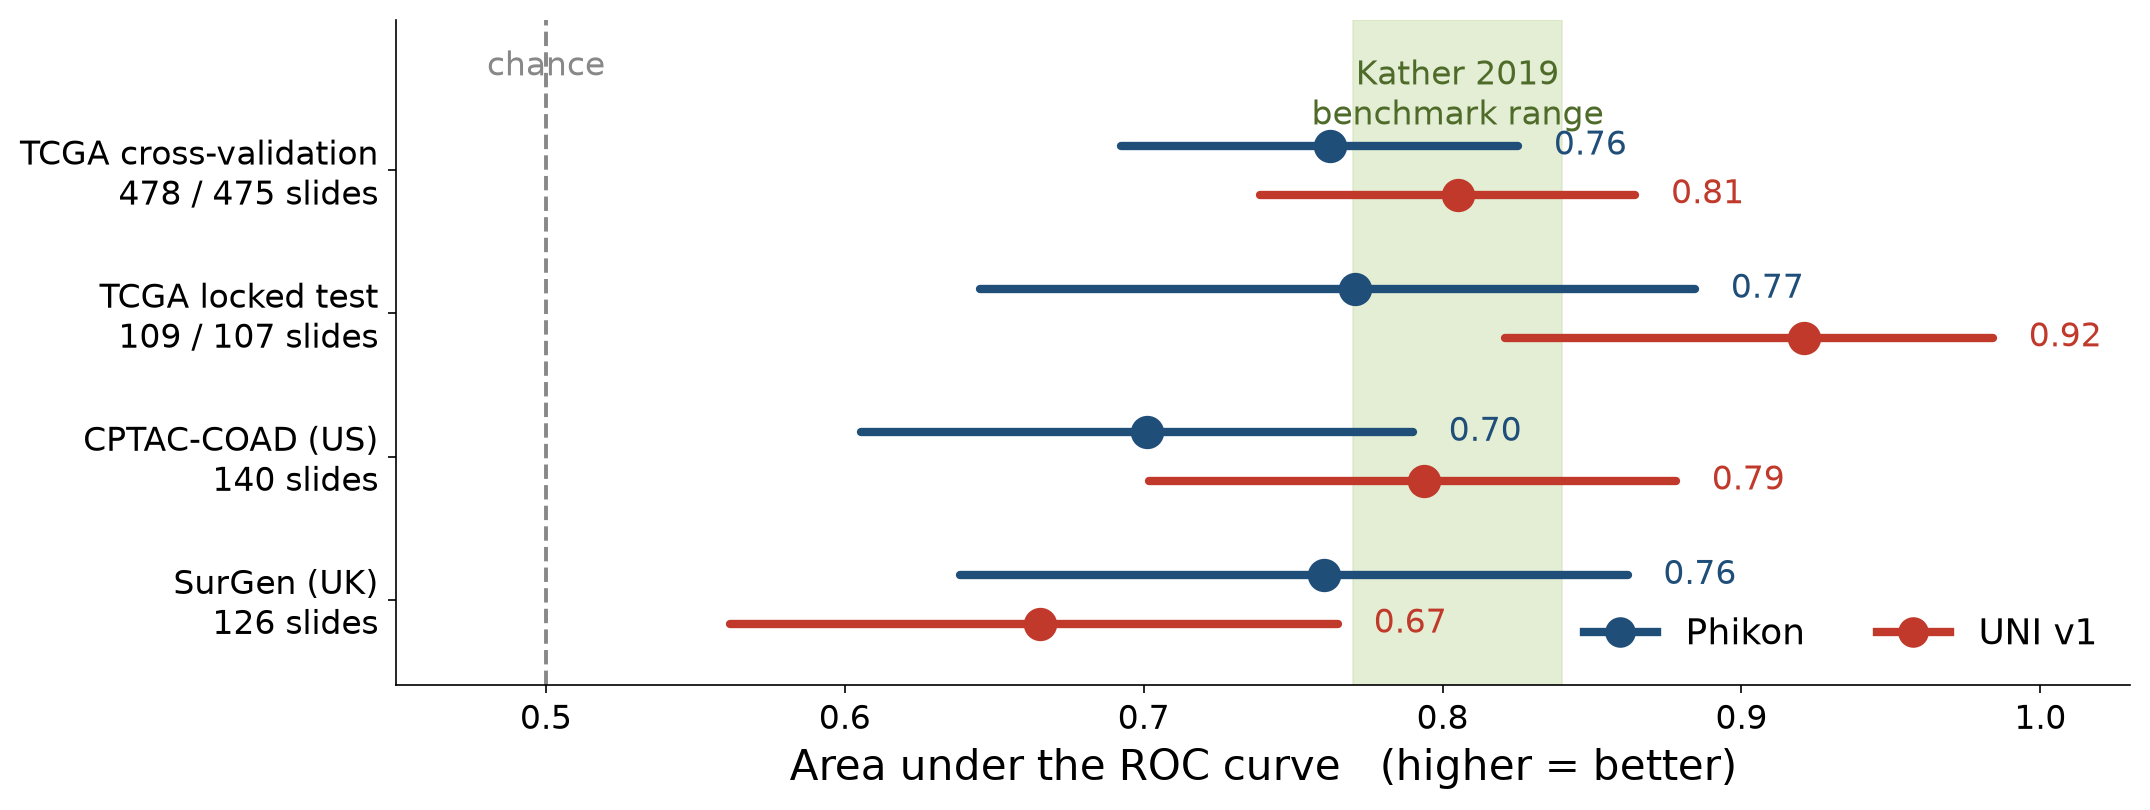 chance
Kather 2019
benchmark range
TCGA cross-validation
478 / 475 slides
0.76
0.81
TCGA locked test
109 / 107 slides
0.77
0.92
CPTAC-COAD (US)
140 slides
0.70
0.79
SurGen (UK)
126 slides
0.76
0.67
Phikon
UNI v1
0.5 0.6 0.7 0.8 0.9 1.0
Area under the ROC curve (higher = better)